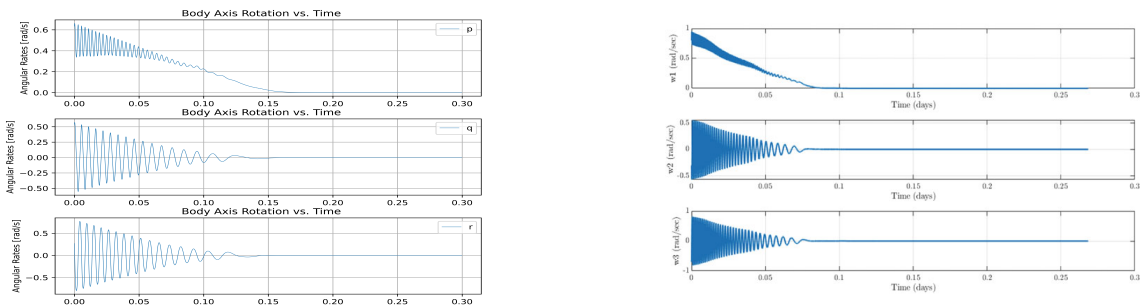 Body Axis Rotation vs. Time
Angular Rates [rad/s]
0.6
0.4
0.2
0.0
p
0.00 0.05 0.10 0.15 0.20 0.25 0.30
Body Axis Rotation vs. Time
Angular Rates [rad/s]
0.50
0.25
0.00
−0.25
−0.50
q
0.00 0.05 0.10 0.15 0.20 0.25 0.30
Body Axis Rotation vs. Time
Angular Rates [rad/s]
0.5
0.0
−0.5
r
0.00 0.05 0.10 0.15 0.20 0.25 0.30
w1 (rad/sec)
1
0.5
0
0 0.05 0.1 0.15 0.2 0.25 0.3
Time (days)
w2 (rad/sec)
0.5
0
-0.5
0 0.05 0.1 0.15 0.2 0.25 0.3
Time (days)
w3 (rad/sec)
1
0
-1
0 0.05 0.1 0.15 0.2 0.25 0.3
Time (days)